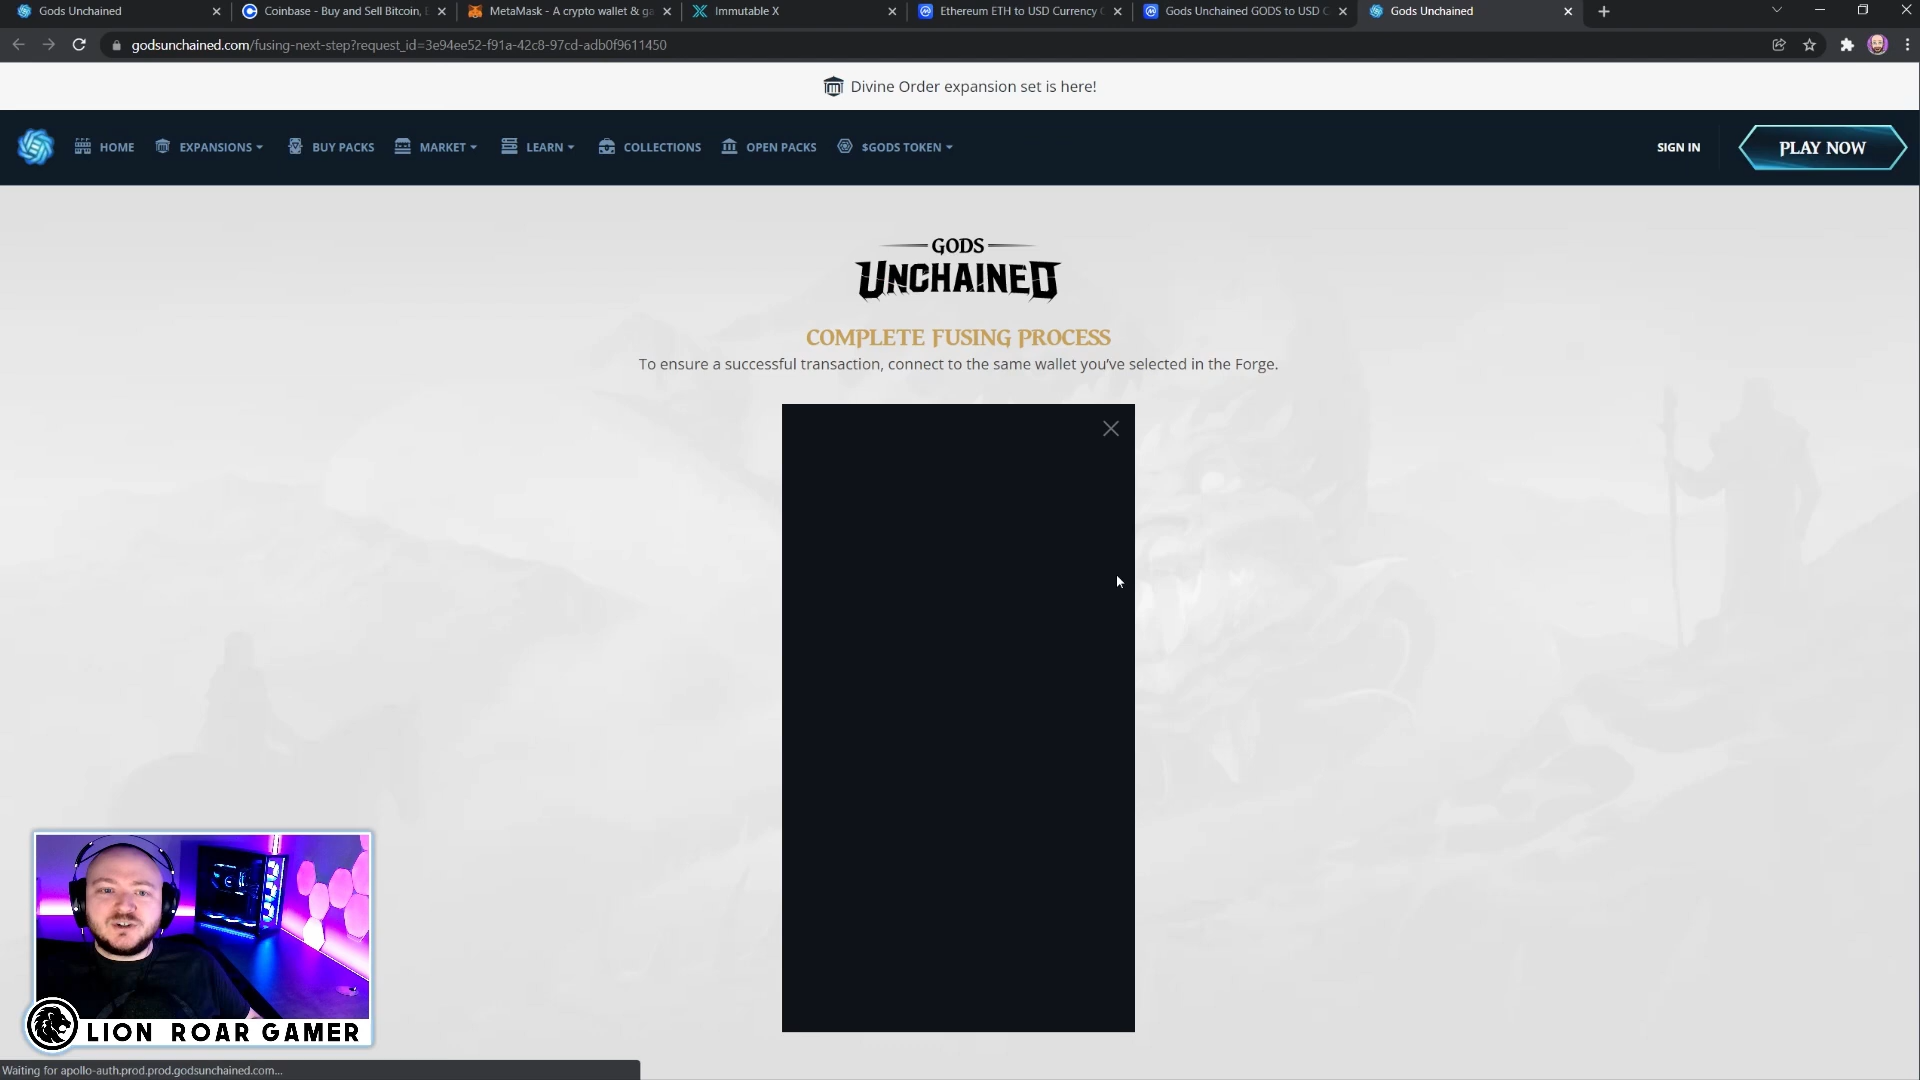 Gods Unchained
Coinbase - Buy and Sell Bitcoin, E
MetaMask - A crypto wallet & ga
Immutable X
Ethereum ETH to USD Currency C
Gods Unchained GODS to USD C
Gods Unchained
godsunchained.com/fusing-next-step?request_id=3e94ee52-f91a-42c8-97cd-adb0f9611450
Divine Order expansion set is here!
HOME
EXPANSIONS
BUY PACKS
MARKET
LEARN
COLLECTIONS
OPEN PACKS
$GODS TOKEN
SIGN IN
PLAY NOW
GODS
UNCHAINED
COMPLETE FUSING PROCESS
To ensure a successful transaction, connect to the same wallet you've selected in the Forge.
LION ROAR GAMER
Waiting for apollo-auth.prod.prod.godsunchained.com...